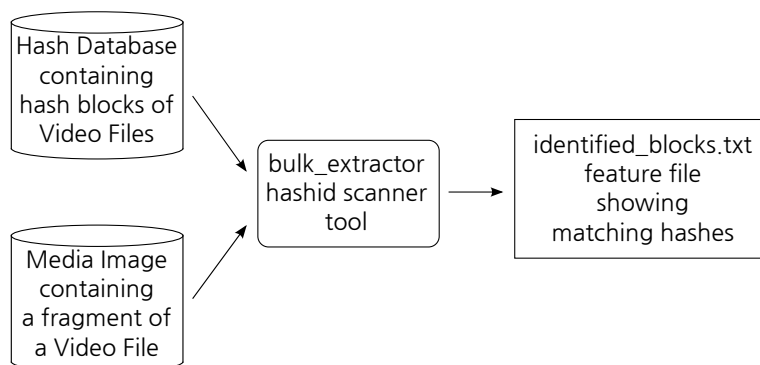 Hash Database
containing
hash blocks of
Video Files
Media Image
containing
a fragment of
a Video File
bulk_extractor
hashid scanner
tool
identified_blocks.txt
feature file
showing
matching hashes